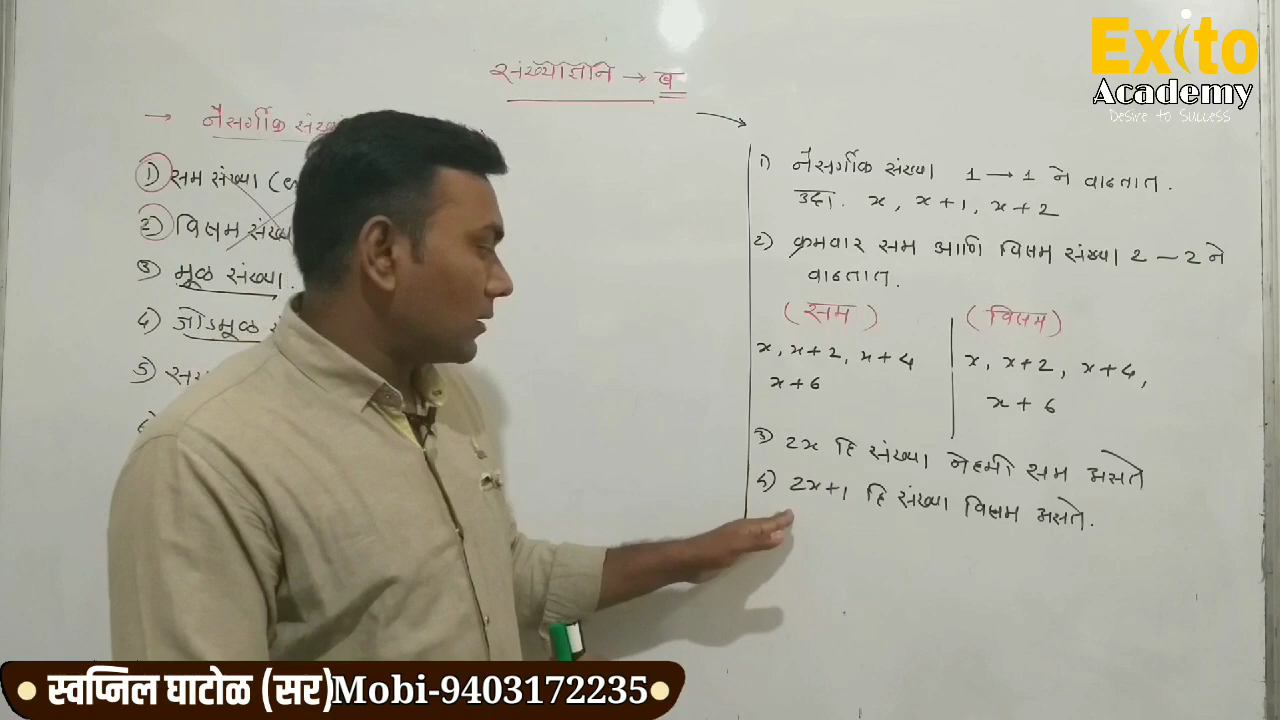 Exito
Academy
Desire to Success
संख्याज्ञान → ब
→ नैसर्गीक
1) सम संख्या
2) विषम संख्या
3) मूळ संख्या.
4) जोडमूळ
5)
1) नैसर्गीक संख्या 1 → 1 ने वाढतात.
उदा. x, x+1, x+2
2) क्रमवार सम आणि विषम संख्या 2 – 2 ने
वाढतात.
(सम) (विषम)
x, x+2, x+4 x, x+2, x+4,
x+6 x+6
3) 2x हि संख्या नेहमी सम असते
4) 2x+1 हि संख्या विषम असते.
स्वप्निल घाटोळ (सर) Mobi-9403172235